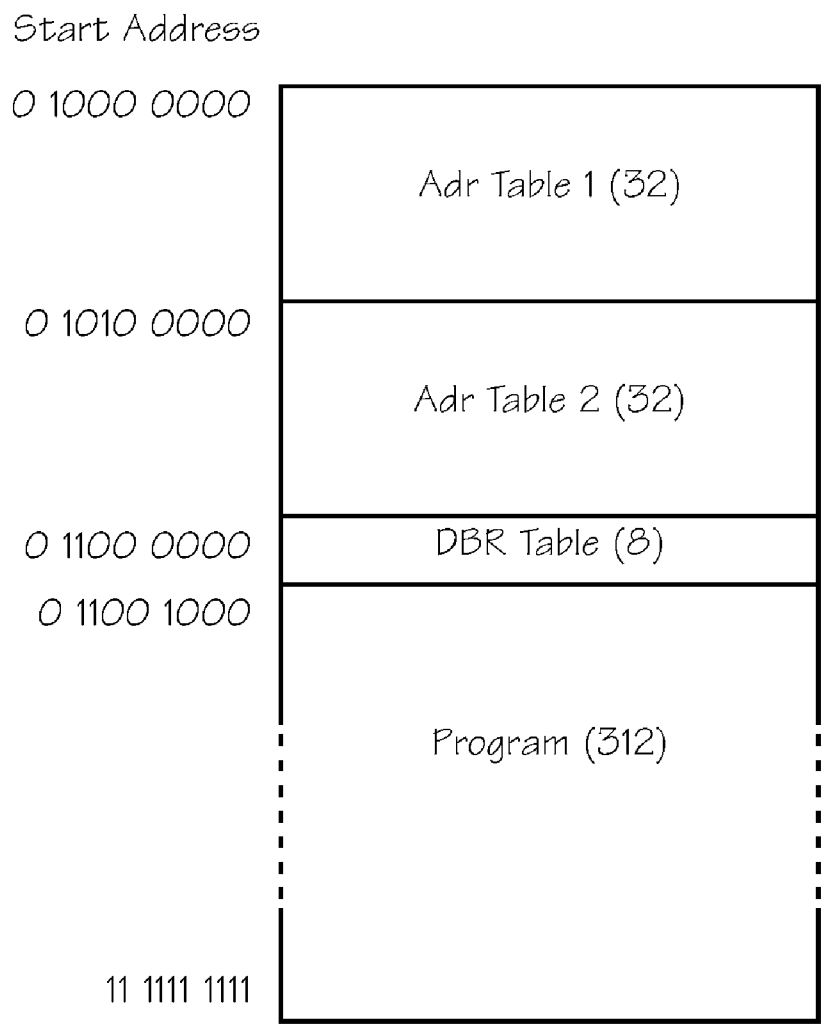 Start Address
0 1000 0000
Adr Table 1 (32)
0 1010 0000
Adr Table 2 (32)
0 1100 0000
DBR Table (8)
0 1100 1000
Program (312)
11 1111 1111